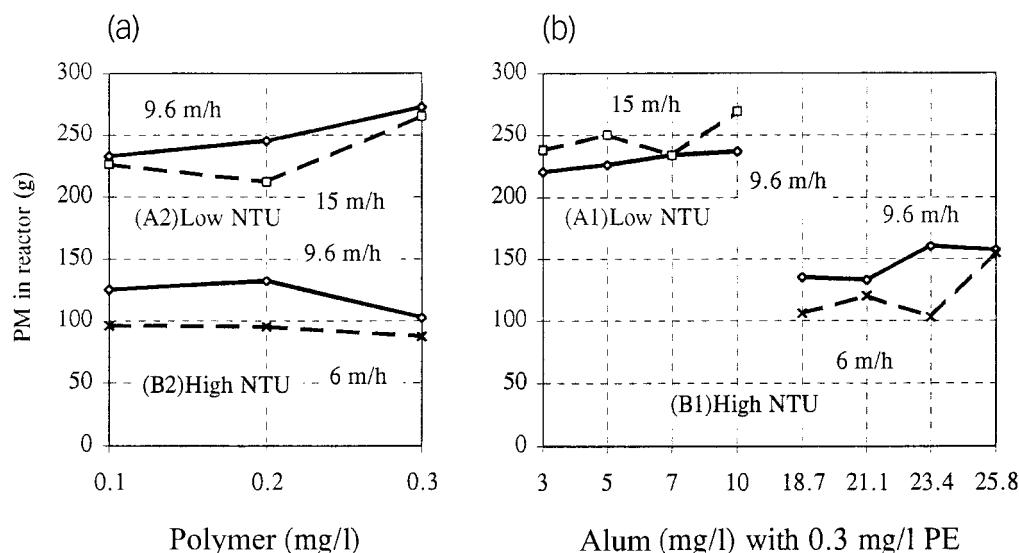 (a)
(b)
PM in reactor (g)
300
250
200
150
100
50
0
9.6 m/h
15 m/h
(A2)Low NTU
9.6 m/h
(B2)High NTU
6 m/h
0.1 0.2 0.3
Polymer (mg/l)
300
250
200
150
100
50
0
15 m/h
9.6 m/h
(A1)Low NTU
9.6 m/h
6 m/h
(B1)High NTU
3 5 7 10 18.7 21.1 23.4 25.8
Alum (mg/l) with 0.3 mg/l PE